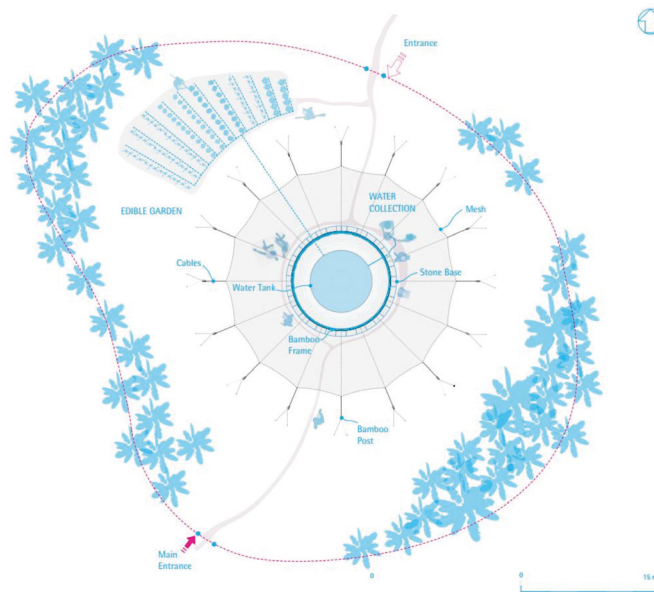 Entrance
WATER
COLLECTION
EDIBLE GARDEN
Mesh
Cables
Stone Base
Water Tank
Bamboo
Frame
Bamboo
Post
Main
Entrance
0
0
15 m